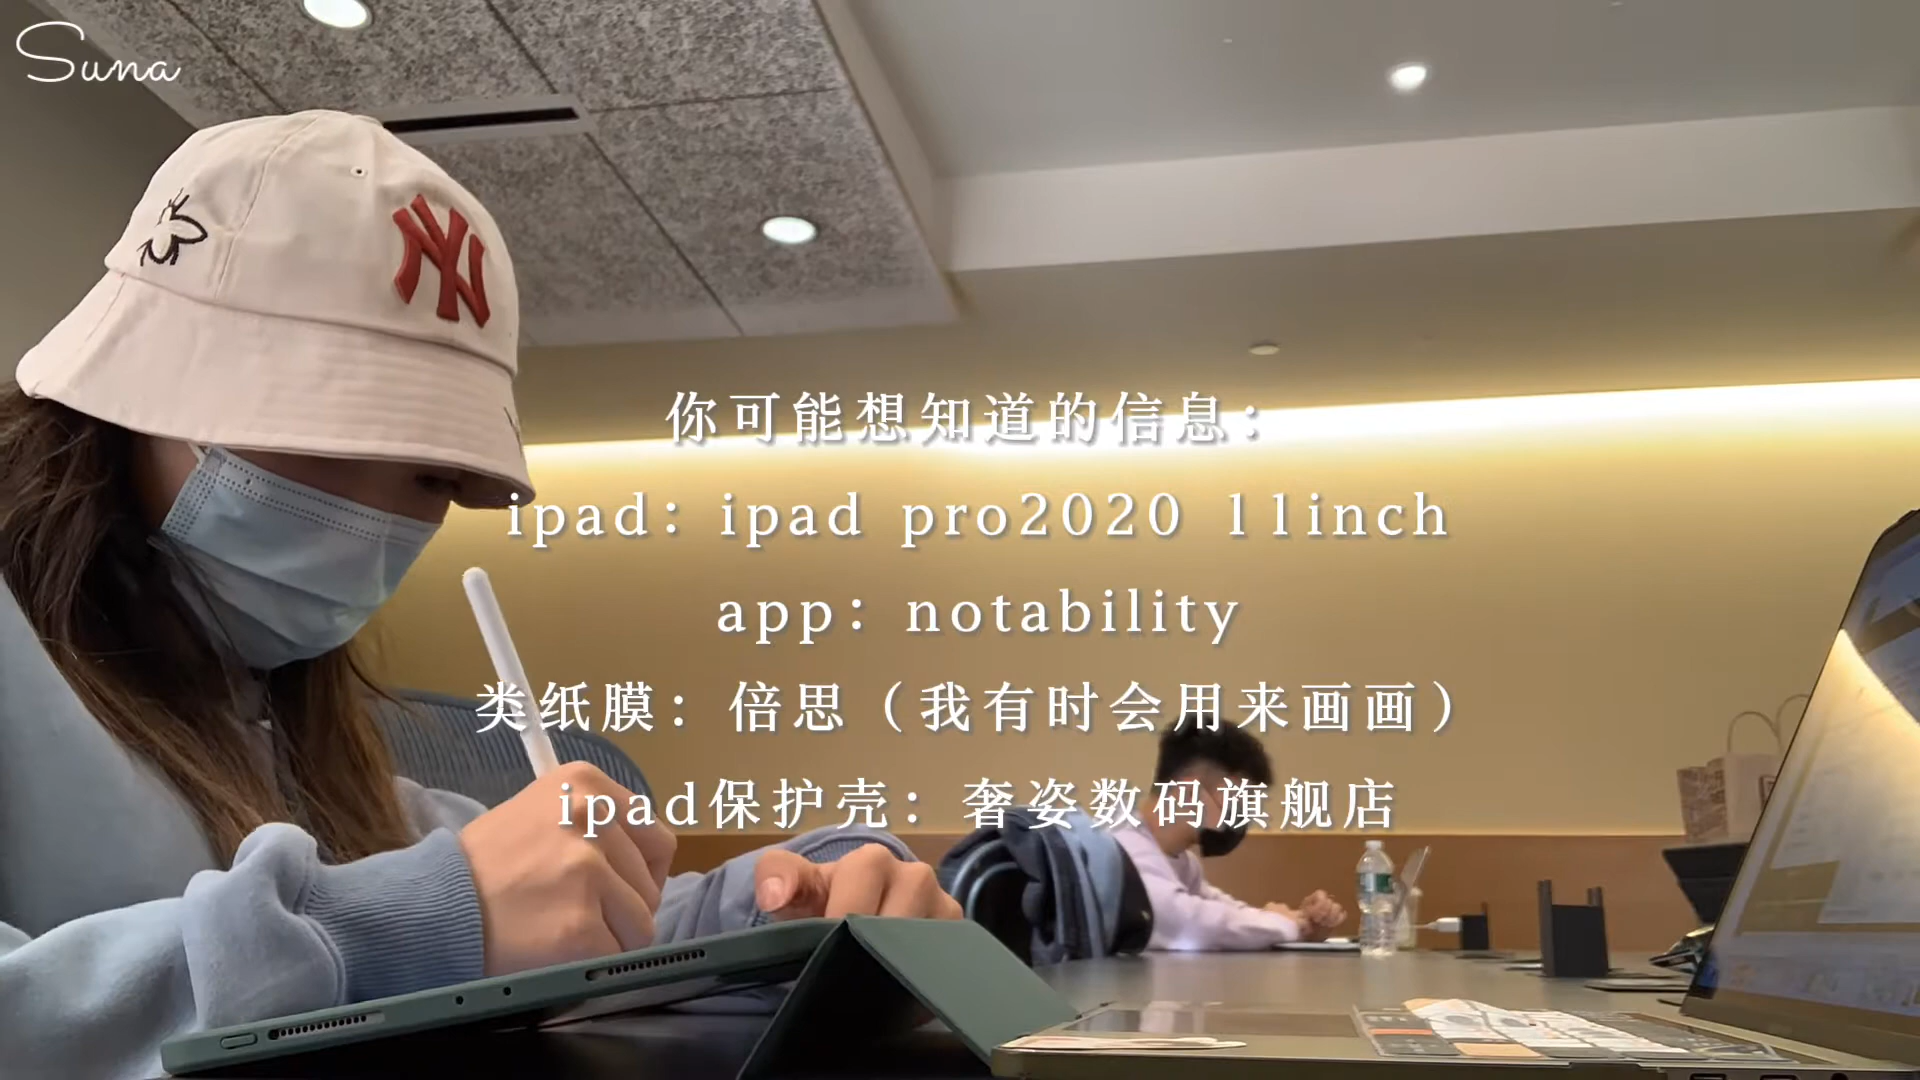 Suna
NY
你可能想知道的信息：
ipad：ipad pro2020 11inch
app：notability
类纸膜：倍思（我有时会用来画画）
ipad保护壳：奢姿数码旗舰店